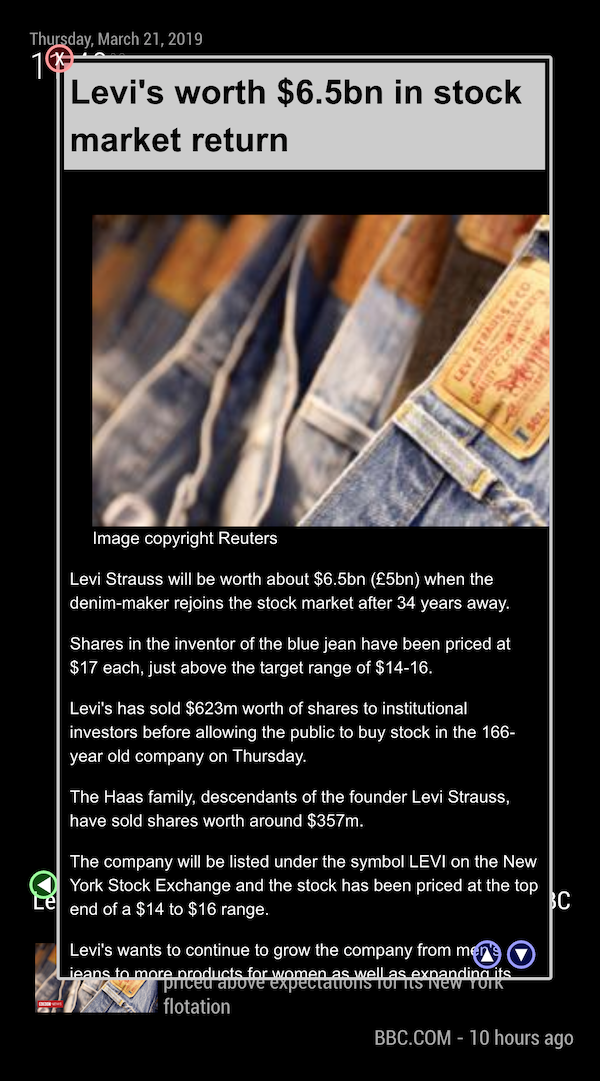 Thursday, March 21, 2019
X
Levi's worth $6.5bn in stock
market return
LEVI STRAUSS & CO
Image copyright Reuters
Levi Strauss will be worth about $6.5bn (£5bn) when the
denim-maker rejoins the stock market after 34 years away.
Shares in the inventor of the blue jean have been priced at
$17 each, just above the target range of $14-16.
Levi's has sold $623m worth of shares to institutional
investors before allowing the public to buy stock in the 166-
year old company on Thursday.
The Haas family, descendants of the founder Levi Strauss,
have sold shares worth around $357m.
The company will be listed under the symbol LEVI on the New
York Stock Exchange and the stock has been priced at the top
end of a $14 to $16 range.
Levi's wants to continue to grow the company from men's
jeans to more products for women as well as expanding its
priced above expectations for its New York
flotation
BBC.COM - 10 hours ago